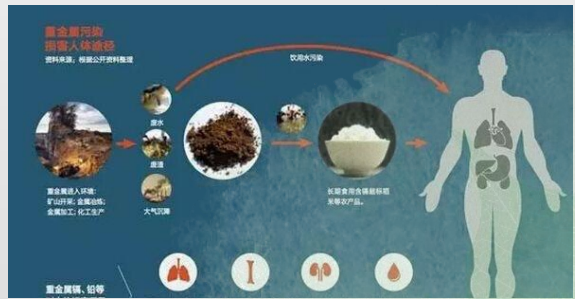 重金属污染
损害人体途径
资料来源：根据公开资料整理
饮用水污染
废水
废渣
大气沉降
重金属进入环境：
矿山开采；金属冶炼；
金属加工；化工生产
长期食用含镉超标稻
米等农产品。
重金属镉、铅等